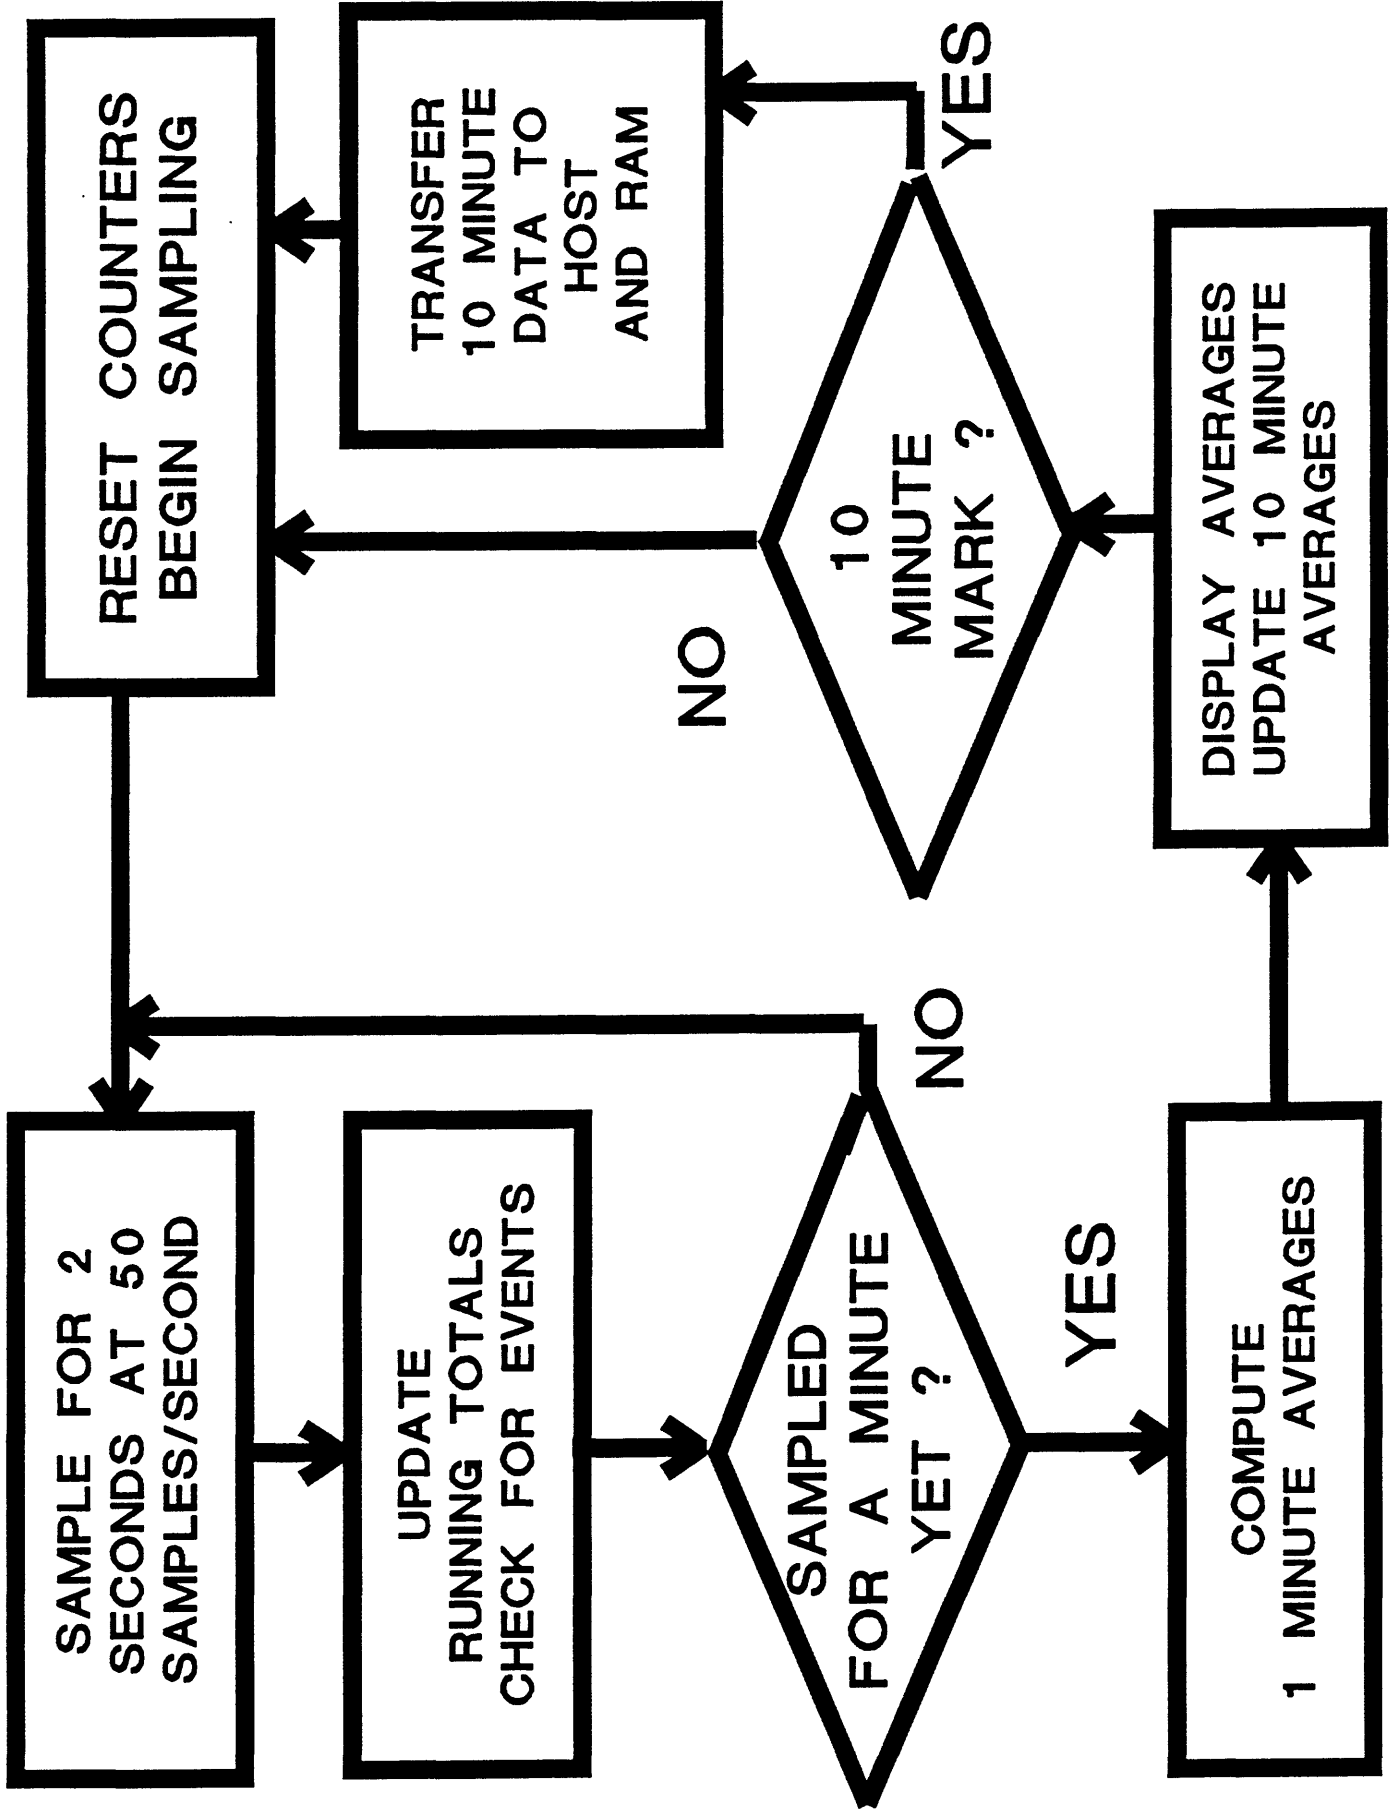 SAMPLE FOR 2
SECONDS AT 50
SAMPLES/SECOND
UPDATE
RUNNING TOTALS
CHECK FOR EVENTS
SAMPLED
FOR A MINUTE
YET ?
NO
YES
COMPUTE
1 MINUTE AVERAGES
DISPLAY AVERAGES
UPDATE 10 MINUTE
AVERAGES
10
MINUTE
MARK ?
NO
YES
TRANSFER
10 MINUTE
DATA TO
HOST
AND RAM
RESET COUNTERS
BEGIN SAMPLING